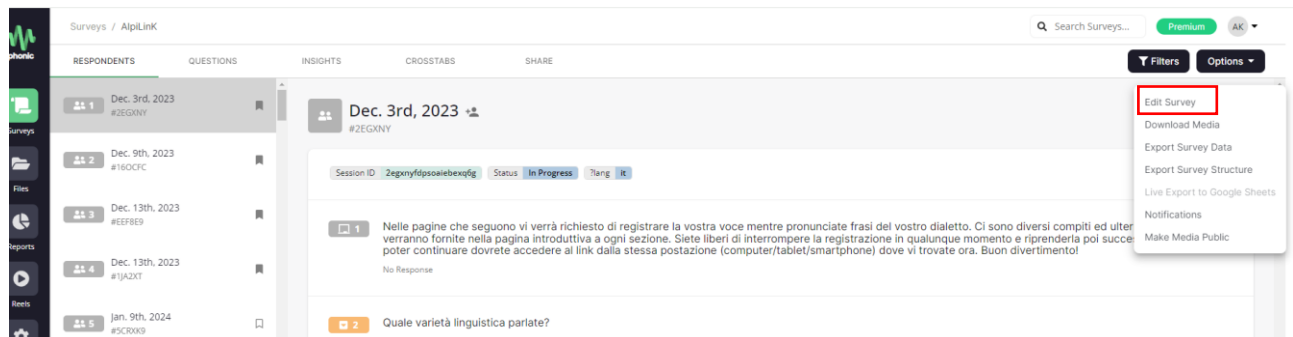 Surveys / AlpiLinK
Search Surveys...
Premium
AK
phonic
RESPONDENTS QUESTIONS INSIGHTS CROSSTABS SHARE
Filters
Options
Surveys
Files
Reports
Reels
1 Dec. 3rd, 2023
#2EGXNY
2 Dec. 9th, 2023
#16OCFC
3 Dec. 13th, 2023
#EEF8E9
4 Dec. 13th, 2023
#1JA2XT
5 Jan. 9th, 2024
#5CRXK9
Dec. 3rd, 2023
#2EGXNY
Session ID 2egxnyfdpsoaiebexq6g Status In Progress ?lang it
1 Nelle pagine che seguono vi verrà richiesto di registrare la vostra voce mentre pronunciate frasi del vostro dialetto. Ci sono diversi compiti ed ulter
verranno fornite nella pagina introduttiva a ogni sezione. Siete liberi di interrompere la registrazione in qualunque momento e riprenderla poi succe
poter continuare dovrete accedere al link dalla stessa postazione (computer/tablet/smartphone) dove vi trovate ora. Buon divertimento!
No Response
2 Quale varietà linguistica parlate?
Edit Survey
Download Media
Export Survey Data
Export Survey Structure
Live Export to Google Sheets
Notifications
Make Media Public